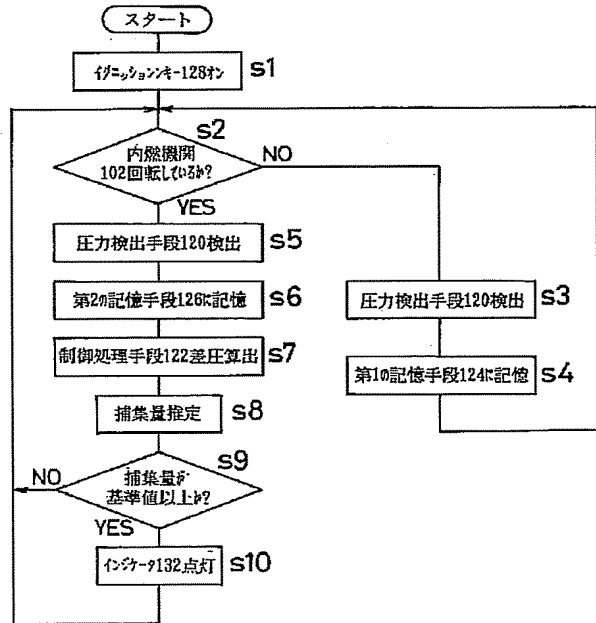 スタート
イグニッションキー128オン s1
s2
内燃機関
102回転しているか?
NO
YES
圧力検出手段120検出 s5
第2の記憶手段126に記憶 s6
制御処理手段122差圧算出 s7
捕集量推定 s8
s9
捕集量が
基準値以上か?
NO
YES
インジケータ132点灯 s10
圧力検出手段120検出 s3
第1の記憶手段124に記憶 s4